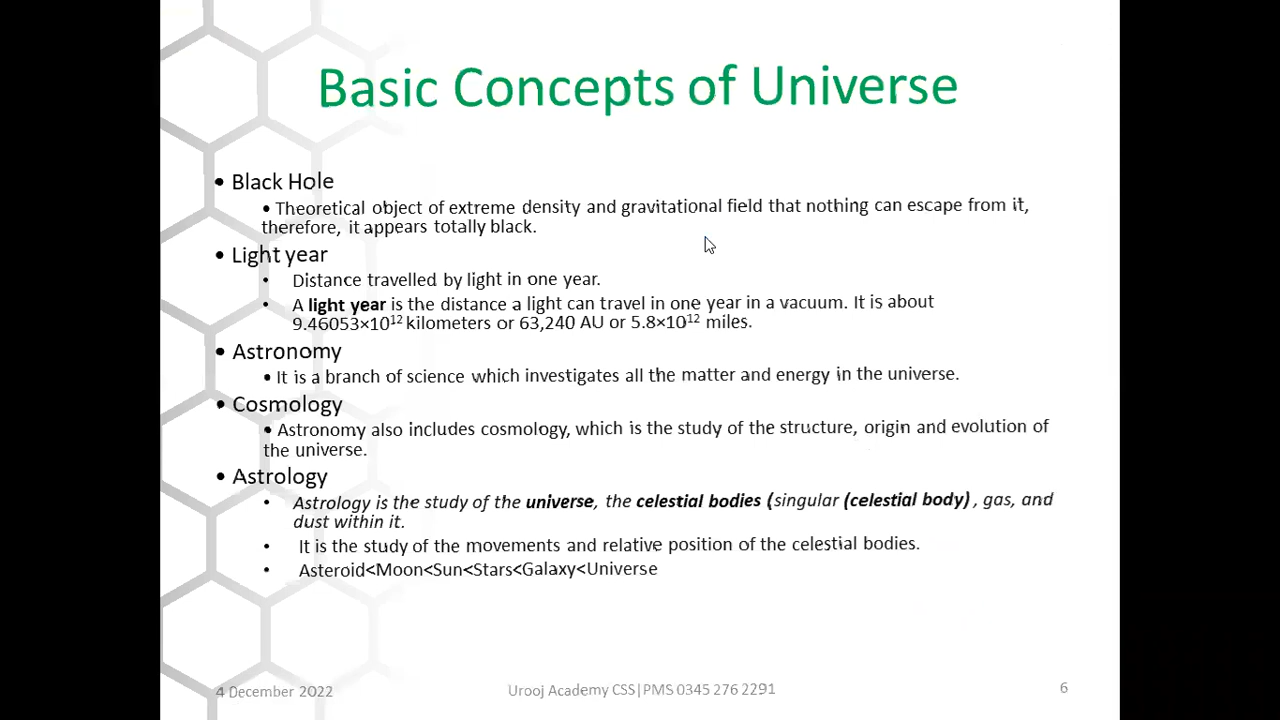 Basic Concepts of Universe
• Black Hole
• Theoretical object of extreme density and gravitational field that nothing can escape from it,
therefore, it appears totally black.
• Light year
• Distance travelled by light in one year.
• A light year is the distance a light can travel in one year in a vacuum. It is about
9.46053×10¹² kilometers or 63,240 AU or 5.8×10¹² miles.
• Astronomy
• It is a branch of science which investigates all the matter and energy in the universe.
• Cosmology
• Astronomy also includes cosmology, which is the study of the structure, origin and evolution of
the universe.
• Astrology
• Astrology is the study of the universe, the celestial bodies (singular (celestial body) , gas, and
dust within it.
• It is the study of the movements and relative position of the celestial bodies.
• Asteroid<Moon<Sun<Stars<Galaxy<Universe
4 December 2022
Urooj Academy CSS|PMS 0345 276 2291
6